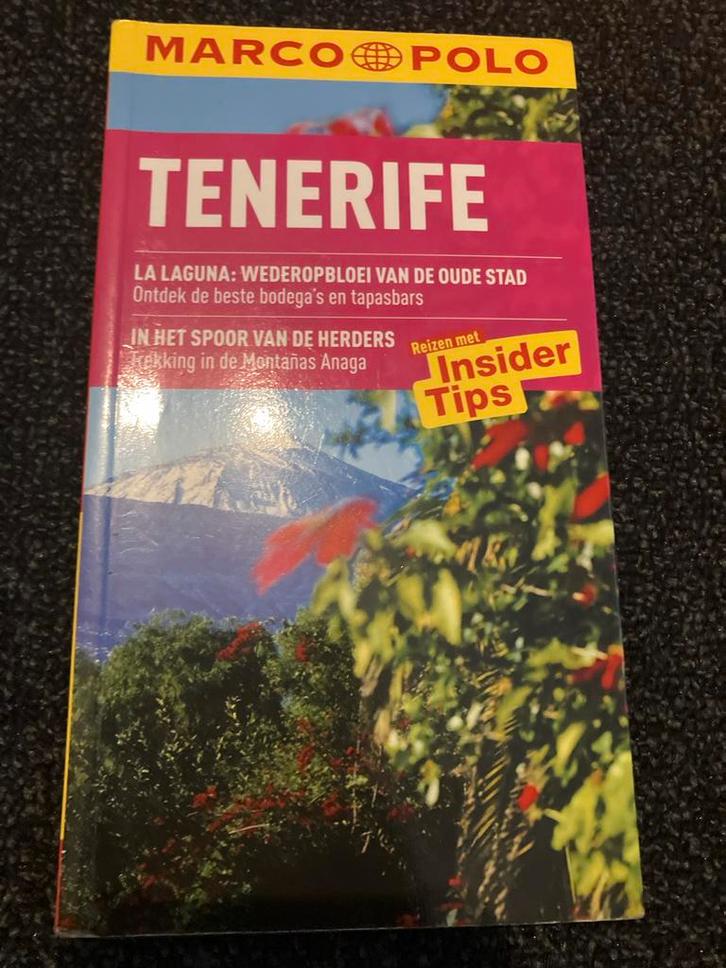 MARCO POLO
TENERIFE
LA LAGUNA: WEDEROPBLOEI VAN DE OUDE STAD
Ontdek de beste bodega's en tapasbars
IN HET SPOOR VAN DE HERDERS
Trekking in de Montañas Anaga
Reizen met
Insider
Tips